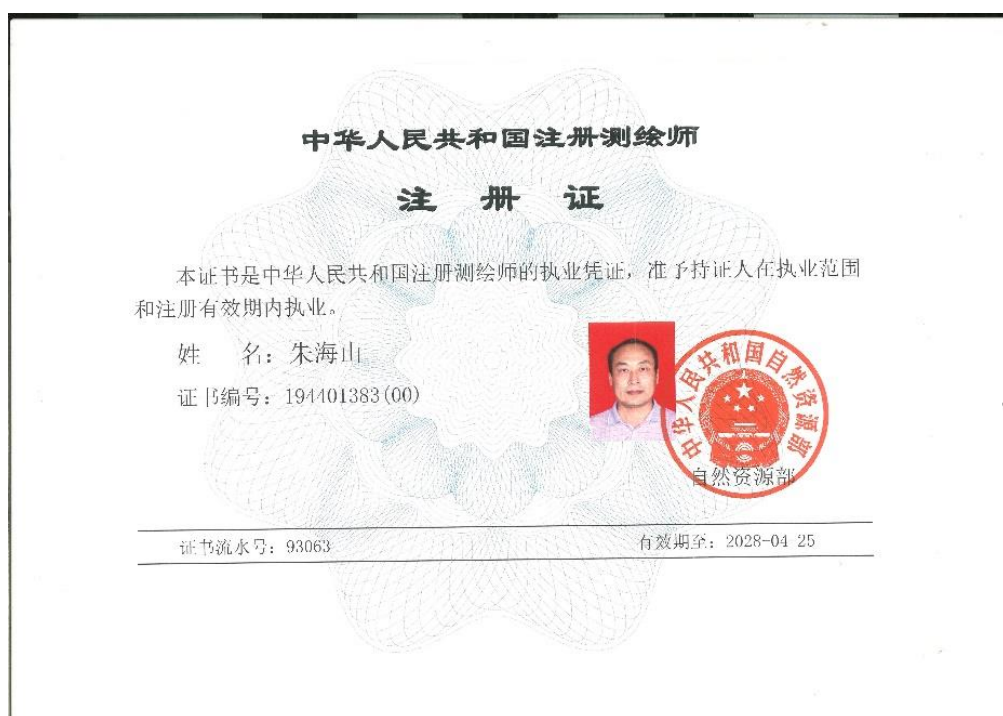 中华人民共和国注册测绘师
注 册 证
本证书是中华人民共和国注册测绘师的执业凭证，准予持证人在执业范围
和注册有效期内执业。
姓 名：朱海山
证书编号：194401383(00)
中华人民共和国自然资源部
自然资源部
证书流水号：93063
有效期至：2028-04-25